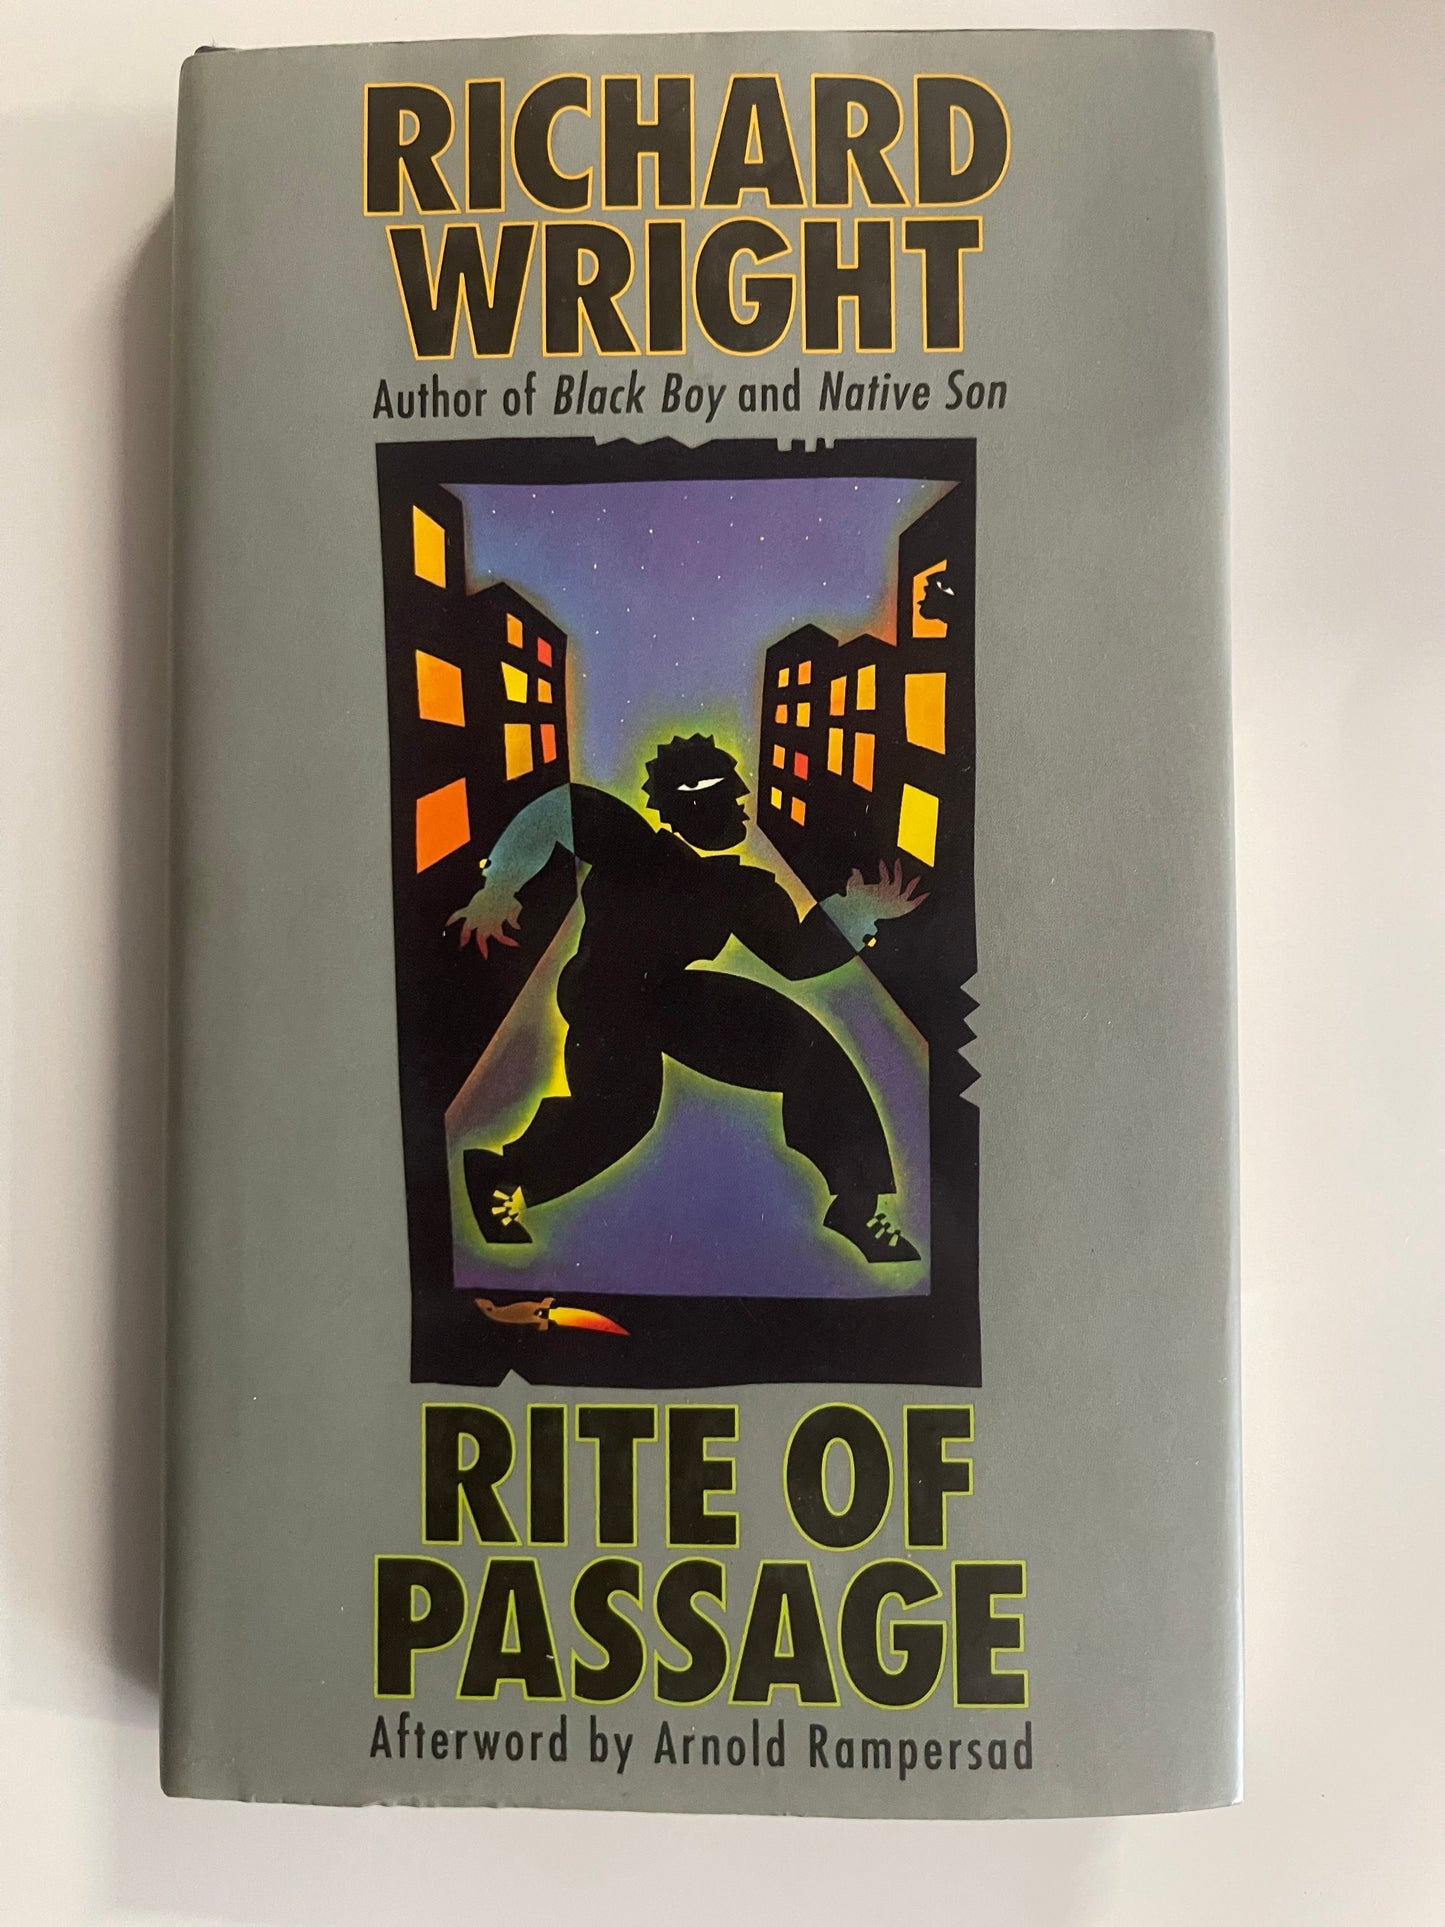 RICHARD
WRIGHT
Author of Black Boy and Native Son
RITE OF
PASSAGE
Afterword by Arnold Rampersad